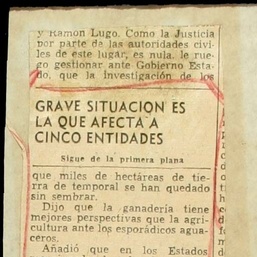 y Ramon Lugo. Como la Justicia
por parte de las autoridades civi-
les de este lugar, es nula. le rue-
go gestionar ante Gobierno Esta-
do, que la investigación de los
GRAVE SITUACION ES
LA QUE AFECTA A
CINCO ENTIDADES
Sigue de la primera plana
que miles de hectáreas de tie-
rra de temporal se han quedado
sin sembrar.
Dijo que la ganadería tiene
mejores perspectivas que la agri-
cultura ante los esporádicos agua-
ceros.
Añadió que en los Estados